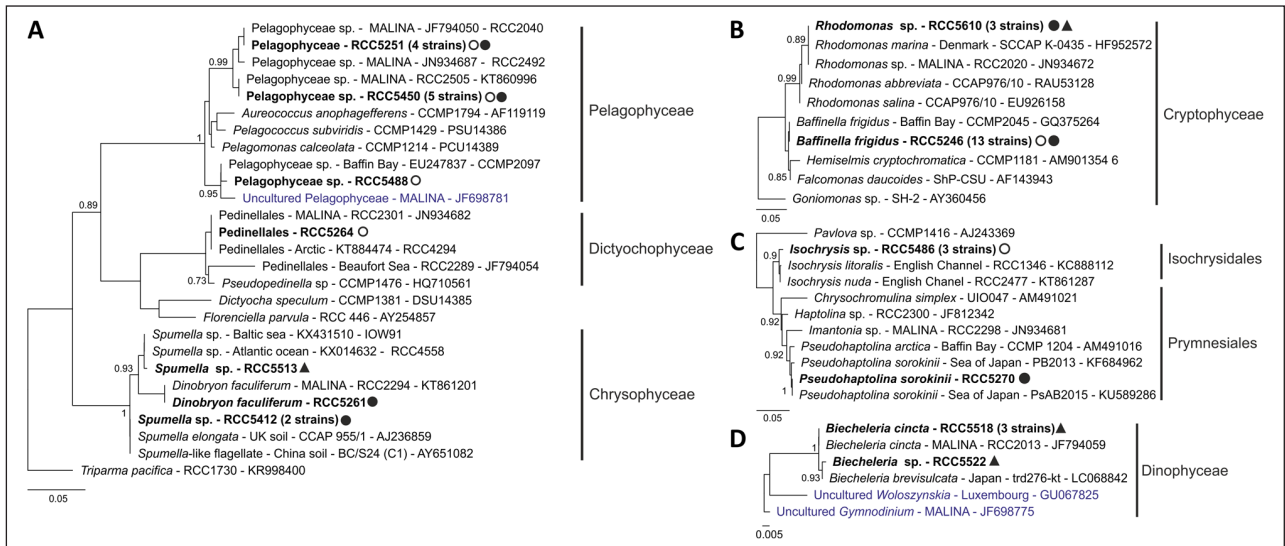 A
Pelagophyceae sp. - MALINA - JF794050 - RCC2040
Pelagophyceae - RCC5251 (4 strains)
0.99
Pelagophyceae sp. - MALINA - JN934687 - RCC2492
Pelagophyceae sp. - MALINA - RCC2505 - KT860996
Pelagophyceae sp. - RCC5450 (5 strains)
Aureococcus anophagefferens - CCMP1794 - AF119119
Pelagococcus subviridis - CCMP1429 - PSU14386
1
Pelagomonas calceolata - CCMP1214 - PCU14389
Pelagophyceae sp. - Baffin Bay - EU247837 - CCMP2097
Pelagophyceae sp. - RCC5488
0.95
Uncultured Pelagophyceae - MALINA - JF698781
Pelagophyceae
0.89
Pedinellales - MALINA - RCC2301 - JN934682
Pedinellales - RCC5264
Pedinellales - Arctic - KT884474 - RCC4294
Pedinellales - Beaufort Sea - RCC2289 - JF794054
0.73
Pseudopedinella sp - CCMP1476 - HQ710561
Dictyocha speculum - CCMP1381 - DSU14385
Florenciella parvula - RCC 446 - AY254857
Dictyochophyceae
Spumella sp. - Baltic sea - KX431510 - IOW91
Spumella sp. - Atlantic ocean - KX014632 - RCC4558
0.93
Spumella sp. - RCC5513
Dinobryon faculiferum - MALINA - RCC2294 - KT861201
Dinobryon faculiferum - RCC5261
1
Spumella sp. - RCC5412 (2 strains)
Spumella elongata - UK soil - CCAP 955/1 - AJ236859
Spumella-like flagellate - China soil - BC/S24 (C1) - AY651082
Chrysophyceae
Triparma pacifica - RCC1730 - KR998400
0.05
B
Rhodomonas sp. - RCC5610 (3 strains)
0.89
Rhodomonas marina - Denmark - SCCAP K-0435 - HF952572
Rhodomonas sp. - MALINA - RCC2020 - JN934672
0.99
Rhodomonas abbreviata - CCAP976/10 - RAU53128
Rhodomonas salina - CCAP976/10 - EU926158
Baffinella frigidus - Baffin Bay - CCMP2045 - GQ375264
Baffinella frigidus - RCC5246 (13 strains)
Hemiselmis cryptochromatica - CCMP1181 - AM901354 6
0.85
Falcomonas daucoides - ShP-CSU - AF143943
Goniomonas sp. - SH-2 - AY360456
Cryptophyceae
0.05
C
Pavlova sp. - CCMP1416 - AJ243369
0.9
Isochrysis sp. - RCC5486 (3 strains)
Isochrysis litoralis - English Channel - RCC1346 - KC888112
Isochrysis nuda - English Chanel - RCC2477 - KT861287
Isochrysidales
Chrysochromulina simplex - UIO047 - AM491021
0.92
Haptolina sp. - RCC2300 - JF812342
Imantonia sp. - MALINA - RCC2298 - JN934681
0.92
Pseudohaptolina arctica - Baffin Bay - CCMP 1204 - AM491016
Pseudohaptolina sorokinii - Sea of Japan - PB2013 - KF684962
Pseudohaptolina sorokinii - RCC5270
1
Pseudohaptolina sorokinii - Sea of Japan - PsAB2015 - KU589286
Prymnesiales
0.05
D
Biecheleria cincta - RCC5518 (3 strains)
1
Biecheleria cincta - MALINA - RCC2013 - JF794059
Biecheleria sp. - RCC5522
0.93
Biecheleria brevisulcata - Japan - trd276-kt - LC068842
Uncultured Woloszynskia - Luxembourg - GU067825
Uncultured Gymnodinium - MALINA - JF698775
Dinophyceae
0.005